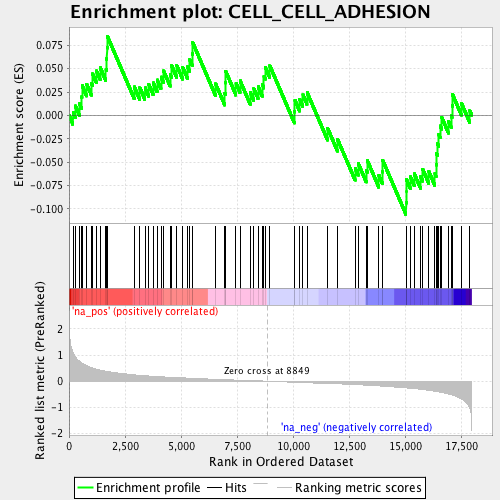 Enrichment plot: CELL_CELL_ADHESION
Enrichment score (ES)
0.075
0.050
0.025
0.000
-0.025
-0.050
-0.075
-0.100
'na_pos' (positively correlated)
Ranked list metric (PreRanked)
2
1
0
-1
-2
Zero cross at 8849
'na_neg' (negatively correlated)
0
2,500
5,000
7,500
10,000
12,500
15,000
17,500
Rank in Ordered Dataset
Enrichment profile
Hits
Ranking metric scores